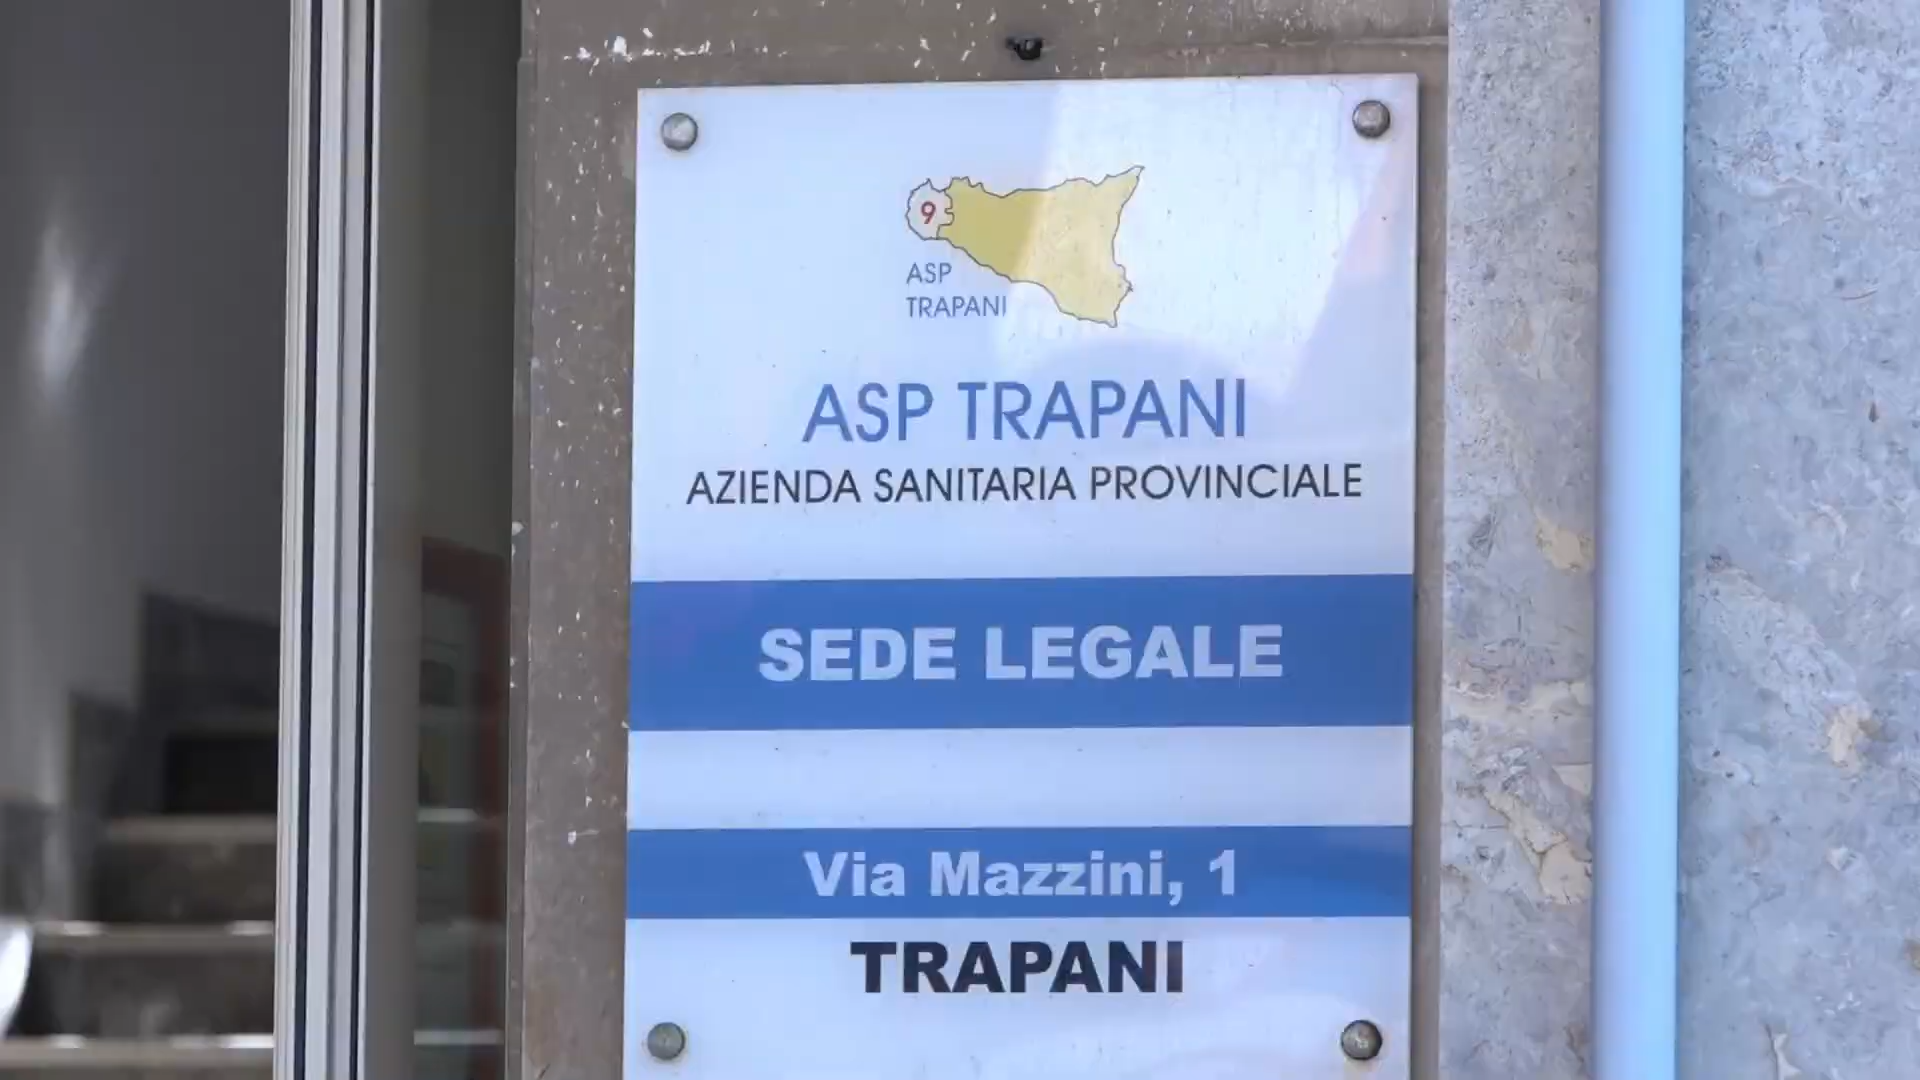 9
ASP
TRAPANI
ASP TRAPANI
AZIENDA SANITARIA PROVINCIALE
SEDE LEGALE
Via Mazzini, 1
TRAPANI